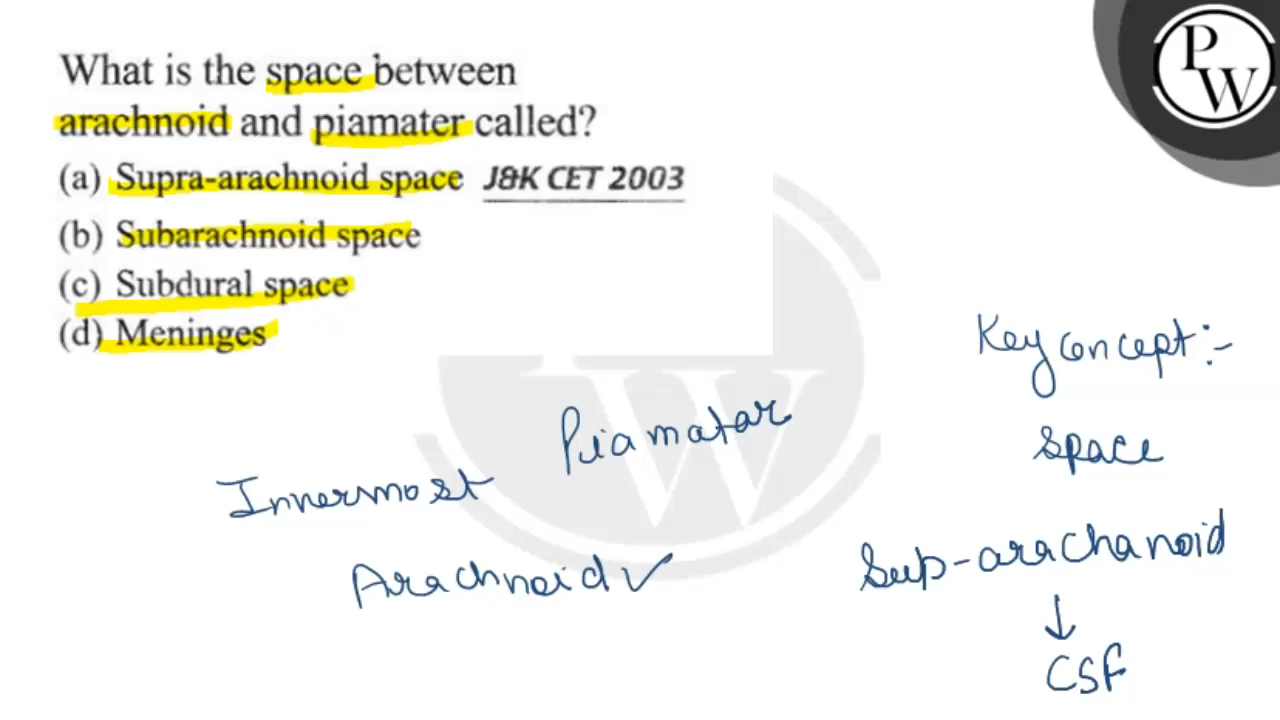 What is the space between
arachnoid and piamater called?
(a) Supra-arachnoid space J&K CET 2003
(b) Subarachnoid space
(c) Subdural space
(d) Meninges
P
W
Key concept :-
space
Piamatar
Innermost
Arachnoid ✓
Sub-arachanoid
↓
CSF
W